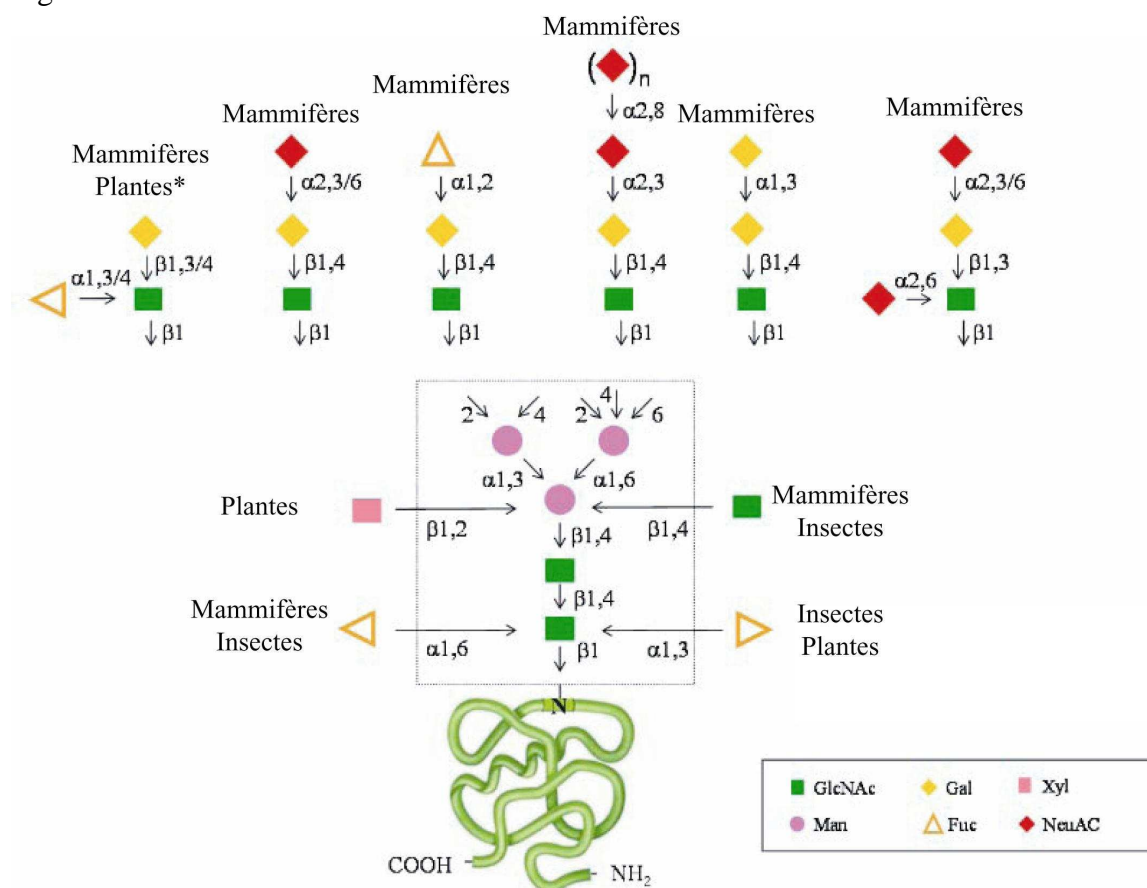 Mammifères
( )n
α2,8
Mammifères
Mammifères
Mammifères
Mammifères
Mammifères
Plantes*
α2,3/6
α1,2
α2,3
α1,3
α2,3/6
α1,3/4
β1,3/4
β1,4
β1,4
β1,4
β1,4
α2,6
β1,3
β1
β1
β1
β1
β1
β1
2 4
2 4 6
α1,3 α1,6
Plantes
β1,2
β1,4
Mammifères
Insectes
β1,4
β1,4
Mammifères
Insectes
α1,6
β1
α1,3
Insectes
Plantes
N
COOH
NH2
GlcNAc Gal Xyl
Man Fuc NeuAC